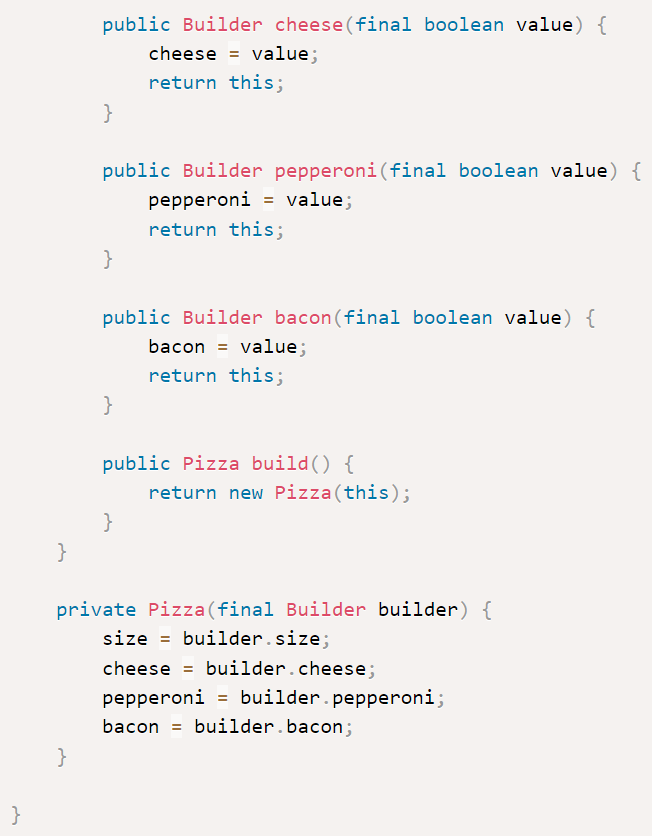 public Builder cheese(final boolean value) {
            cheese = value;
            return this;
        }

        public Builder pepperoni(final boolean value) {
            pepperoni = value;
            return this;
        }

        public Builder bacon(final boolean value) {
            bacon = value;
            return this;
        }

        public Pizza build() {
            return new Pizza(this);
        }
    }

    private Pizza(final Builder builder) {
        size = builder.size;
        cheese = builder.cheese;
        pepperoni = builder.pepperoni;
        bacon = builder.bacon;
    }

}